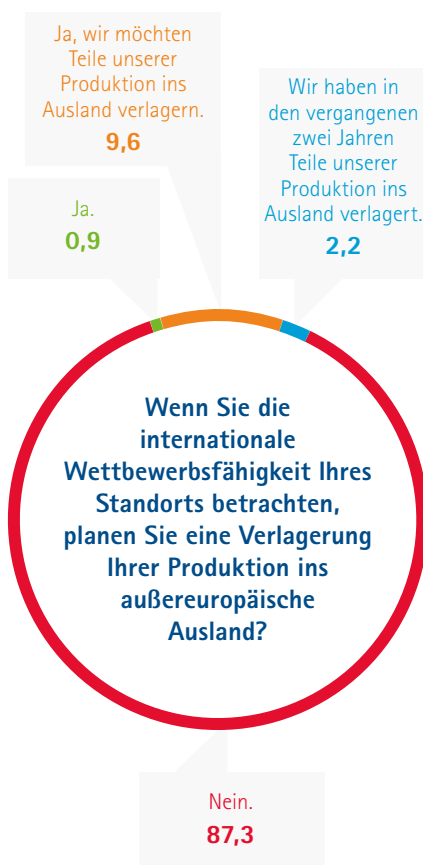 Ja, wir möchten
Teile unserer
Produktion ins
Ausland verlagern.
9,6
Wir haben in
den vergangenen
zwei Jahren
Teile unserer
Produktion ins
Ausland verlagert.
2,2
Ja.
0,9
Wenn Sie die
internationale
Wettbewerbsfähigkeit Ihres
Standorts betrachten,
planen Sie eine Verlagerung
Ihrer Produktion ins
außereuropäische
Ausland?
Nein.
87,3